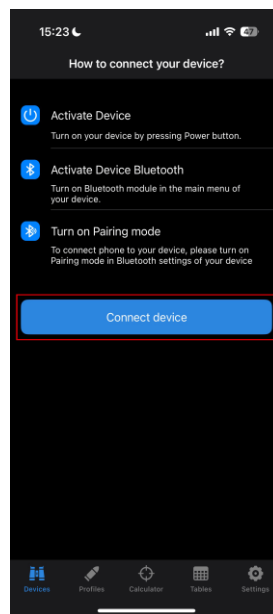 15:23
47
How to connect your device?
Activate Device
Turn on your device by pressing Power button.
Activate Device Bluetooth
Turn on Bluetooth module in the main menu of
your device.
Turn on Pairing mode
To connect phone to your device, please turn on
Pairing mode in Bluetooth settings of your device
Connect device
Devices Profiles Calculator Tables Settings